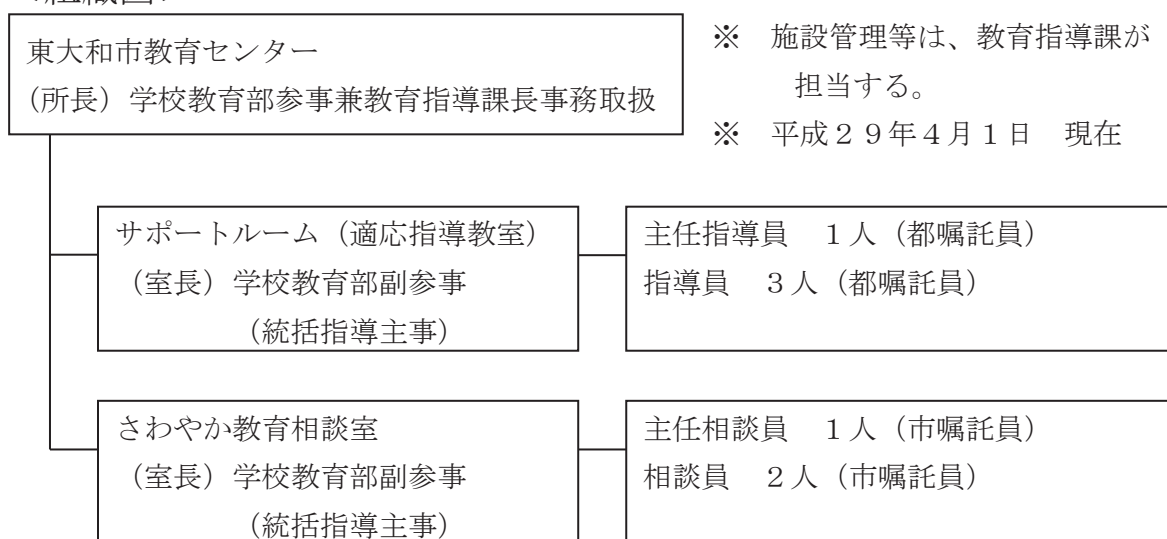 東大和市教育センター
(所長)学校教育部参事兼教育指導課長事務取扱
※　施設管理等は、教育指導課が
担当する。
※　平成２９年４月１日　現在
サポートルーム(適応指導教室)
(室長)学校教育部副参事
(統括指導主事)
主任指導員　１人(都嘱託員)
指導員　３人(都嘱託員)
さわやか教育相談室
(室長)学校教育部副参事
(統括指導主事)
主任相談員　１人(市嘱託員)
相談員　２人(市嘱託員)